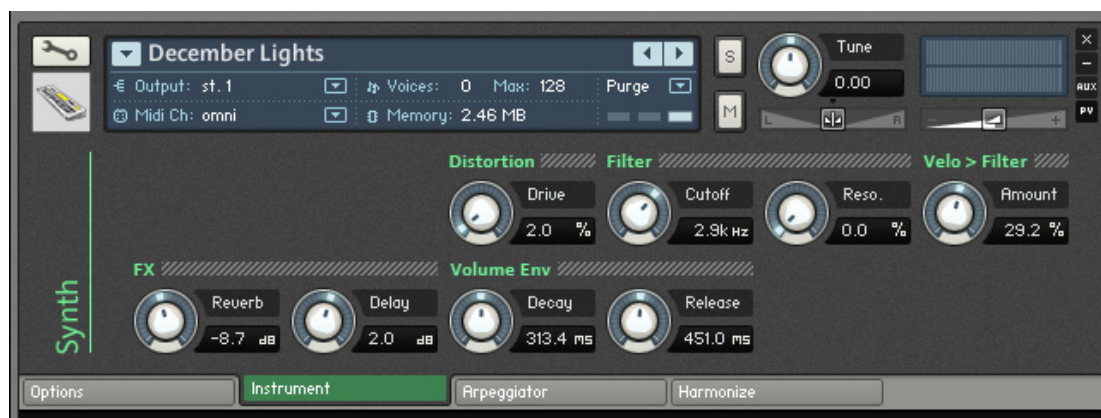 December Lights
S
Tune
×
–
Output: st.1
Voices: 0 Max: 128
Purge
0.00
AUX
Midi Ch: omni
Memory: 2.46 MB
M
L
R
–
+
PV
Distortion
Filter
Velo > Filter
Drive
Cutoff
Reso.
Amount
2.0 %
2.9k Hz
0.0 %
29.2 %
FX
Volume Env
Synth
Reverb
Delay
Decay
Release
-8.7 dB
2.0 dB
313.4 ms
451.0 ms
Options
Instrument
Arpeggiator
Harmonize